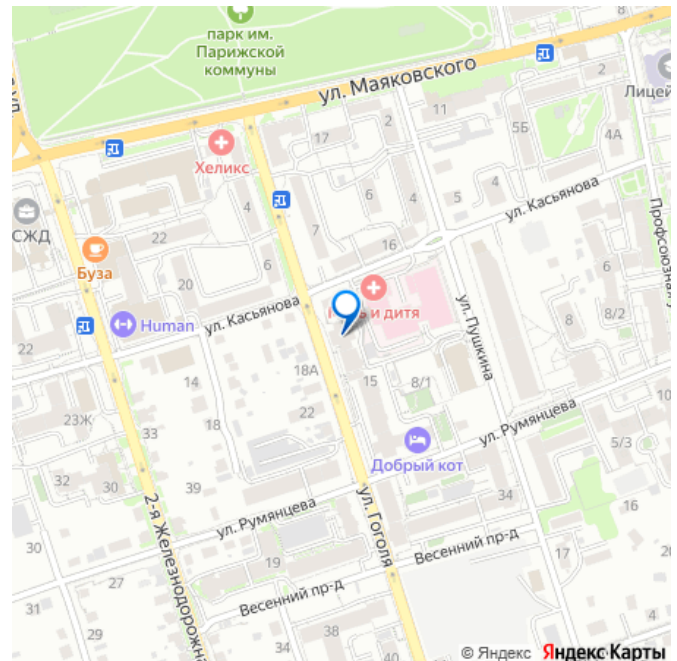 парк им.
Парижской
коммуны
ул. Маяковского
2
Лицей
11
5Б
4А
17
2
Хеликс
СЖД
22
Буза
4
6
4
5
4
ул. Касьянова
Профсоюзная у
7
16
6
20
Human
ул. Касьянова
и дитя
ул. Пушкина
6
8
8/2
22
14
18А
15
8/1
23Ж
33
18
22
32
30
39
Добрый кот
ул. Румянцева
10
5/3
34
16
ул. Румянцева
ул. Гоголя
2-я Железнодорожна
30
19
Весенний пр-д
17
27
Весенний пр-д
31
29
38
40
33
4
© Яндекс Яндекс Карты